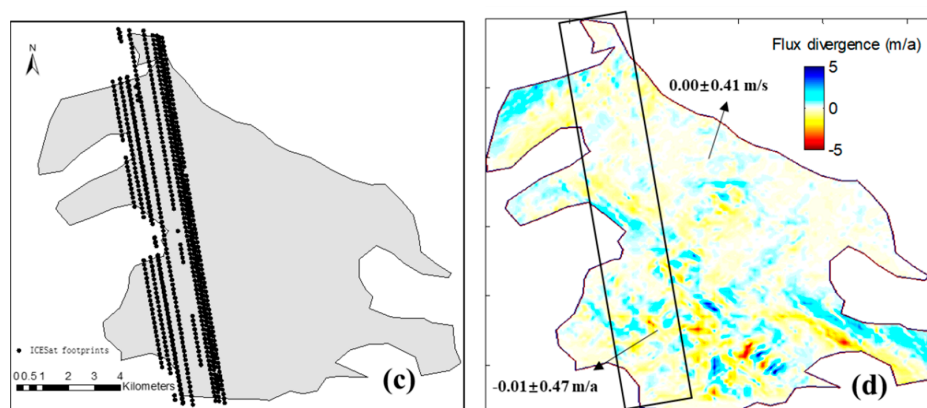 N
ICESat footprints
0 0.5 1 2 3 4
Kilometers
(c)
Flux divergence (m/a)
5
0
-5
0.00±0.41 m/s
-0.01±0.47 m/a
(d)